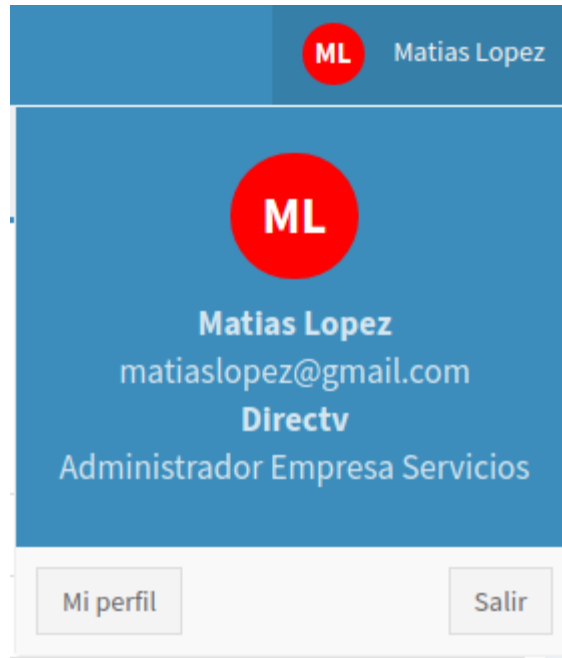 ML Matias Lopez
ML
Matias Lopez
matiaslopez@gmail.com
Directv
Administrador Empresa Servicios
Mi perfil Salir